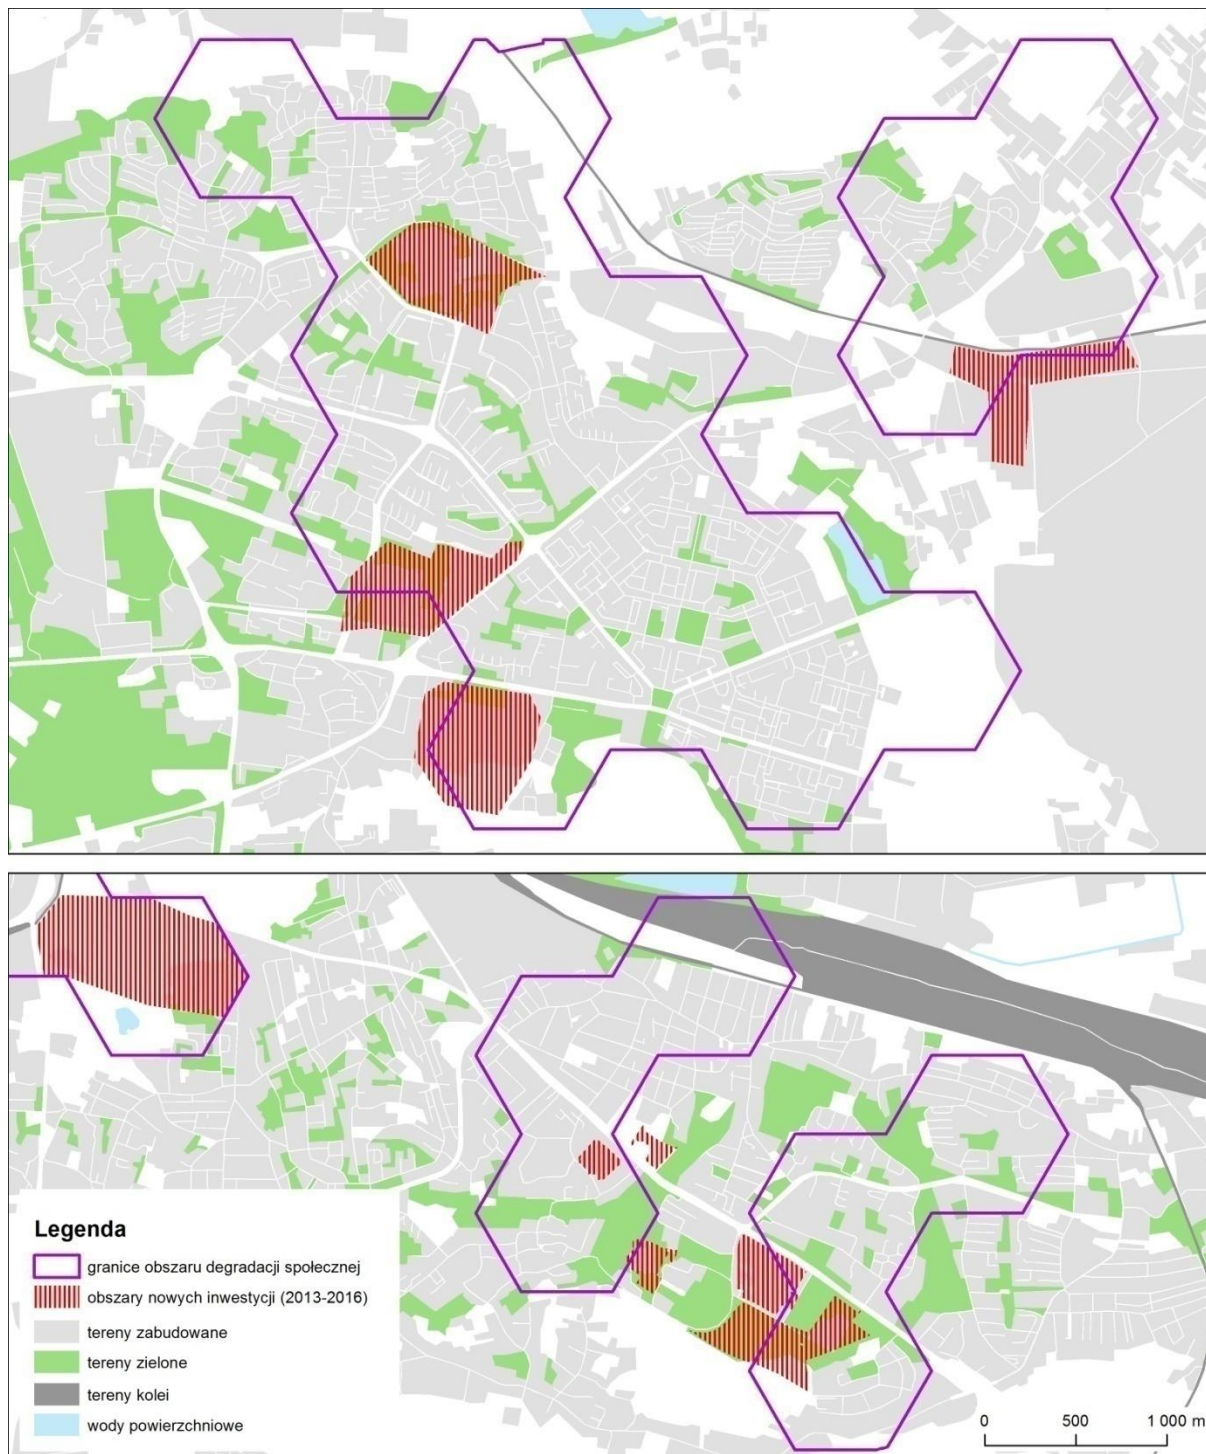 Legenda
granice obszaru degradacji społecznej
obszary nowych inwestycji (2013-2016)
tereny zabudowane
tereny zielone
tereny kolei
wody powierzchniowe
0 500 1 000 m